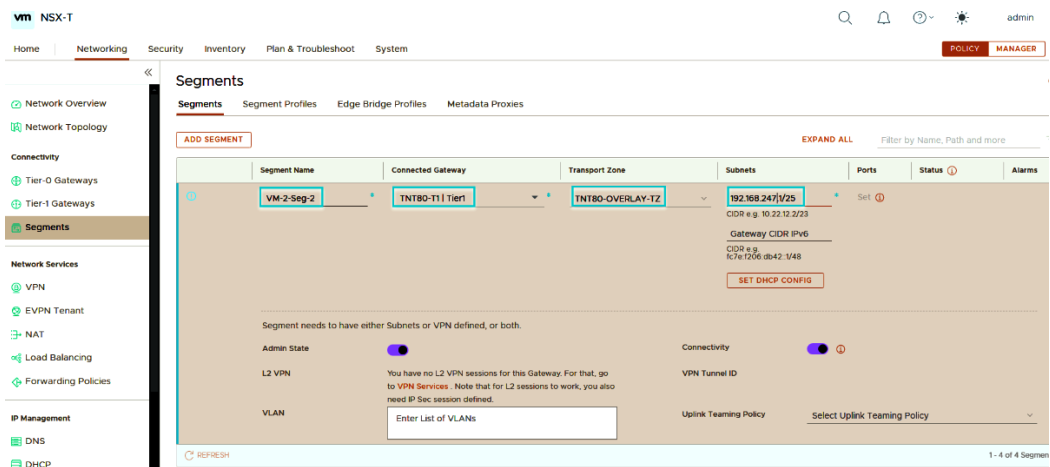 vm NSX-T
admin
Home Networking Security Inventory Plan & Troubleshoot System
POLICY MANAGER
Network Overview
Network Topology
Connectivity
Tier-0 Gateways
Tier-1 Gateways
Segments
Network Services
VPN
EVPN Tenant
NAT
Load Balancing
Forwarding Policies
IP Management
DNS
DHCP
Segments
Segments Segment Profiles Edge Bridge Profiles Metadata Proxies
ADD SEGMENT
EXPAND ALL Filter by Name, Path and more
Segment Name Connected Gateway Transport Zone Subnets Ports Status Alarms
VM-2-Seg-2 * TNT80-T1 | Tier1 * TNT80-OVERLAY-TZ 192.168.247.1/25 * Set
CIDR e.g. 10.22.12.2/23
Gateway CIDR IPv6
CIDR e.g.
fc7e:f206:db42::1/48
SET DHCP CONFIG
Segment needs to have either Subnets or VPN defined, or both.
Admin State Connectivity
L2 VPN You have no L2 VPN sessions for this Gateway. For that, go VPN Tunnel ID
to VPN Services . Note that for L2 sessions to work, you also
need IP Sec session defined.
VLAN Enter List of VLANs Uplink Teaming Policy Select Uplink Teaming Policy
REFRESH 1 - 4 of 4 Segmen